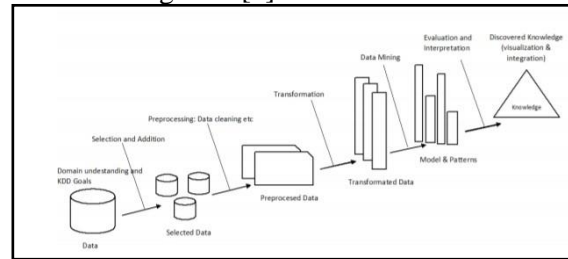 Evaluation and
Interpretation
Discovered Knowledge
(visualization &
integration)
Data Mining
Transformation
Knowledge
Preprocessing: Data cleaning etc
Selection and Addition
Model & Patterns
Domain undestanding and
KDD Goals
Transformated Data
Preprocesed Data
Selected Data
Data